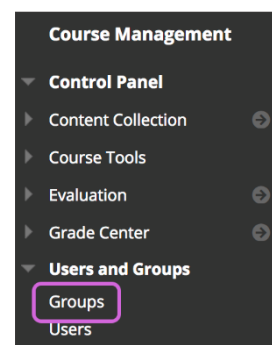 Course Management
Control Panel
Content Collection
Course Tools
Evaluation
Grade Center
Users and Groups
Groups
Users